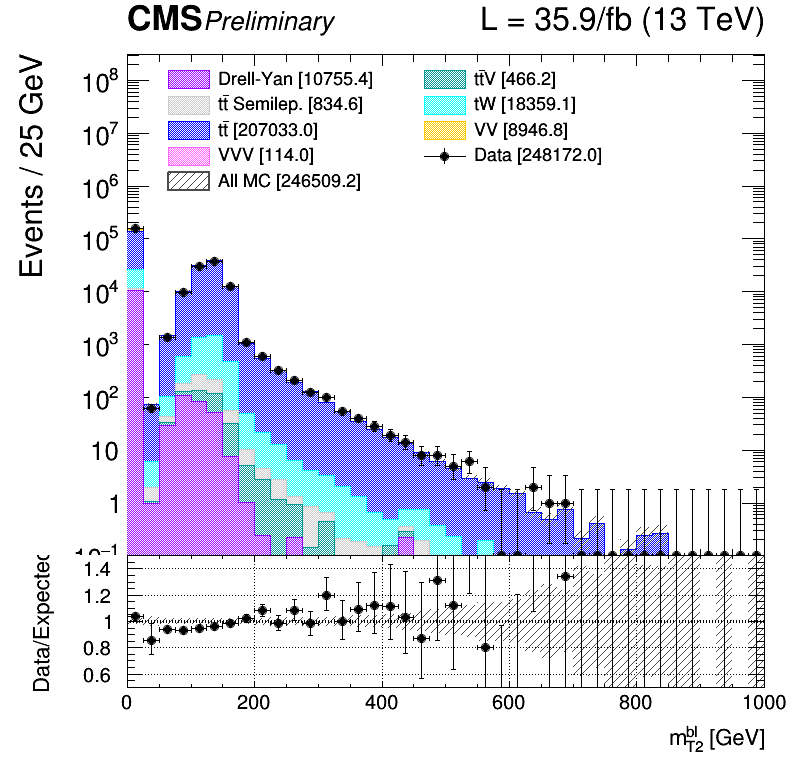 CMS Preliminary L = 35.9/fb (13 TeV)
Events / 25 GeV
Drell-Yan [10755.4]
tt̄ Semilep. [834.6]
tt̄ [207033.0]
VVV [114.0]
All MC [246509.2]
tt̄V [466.2]
tW [18359.1]
VV [8946.8]
Data [248172.0]
10⁸
10⁷
10⁶
10⁵
10⁴
10³
10²
10
1
10⁻¹
Data/Expected
1.4
1.2
1
0.8
0.6
0 200 400 600 800 1000
m_T2^bl [GeV]